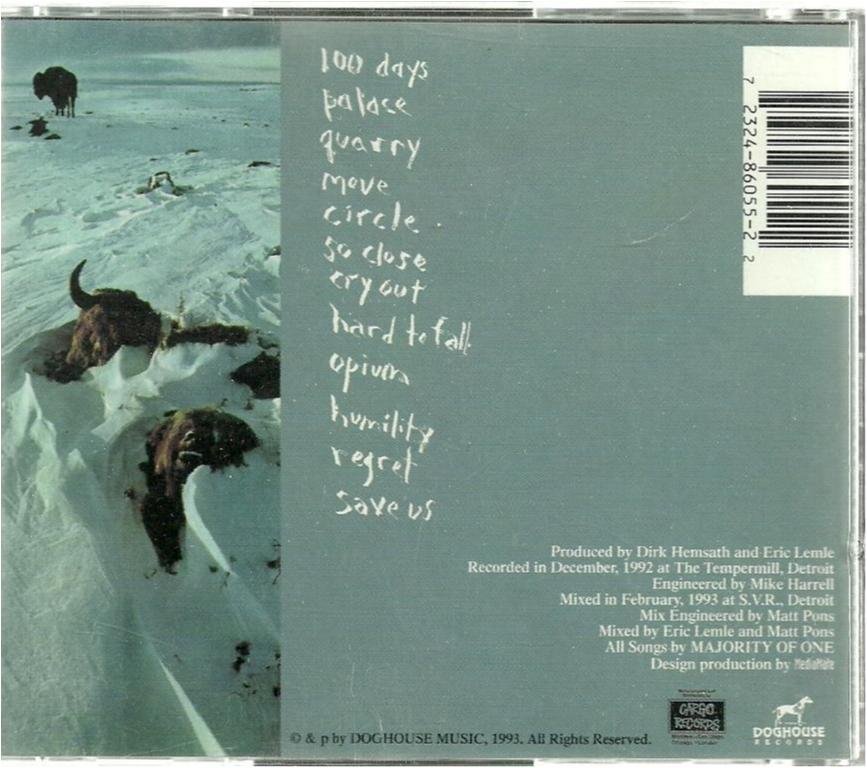 100 days
palace
quarry
move
circle
so close
cry out
hard to fall
opium
humility
regret
save us
7 2324-86055-2 2
Produced by Dirk Hemsath and Eric Lemle
Recorded in December, 1992 at The Tempermill, Detroit
Engineered by Mike Harrell
Mixed in February, 1993 at S.V.R., Detroit
Mix Engineered by Matt Pons
Mixed by Eric Lemle and Matt Pons
All Songs by MAJORITY OF ONE
Design production by MediaMate
© & p by DOGHOUSE MUSIC, 1993. All Rights Reserved.
CARGO
RECORDS
DOGHOUSE
RECORDS